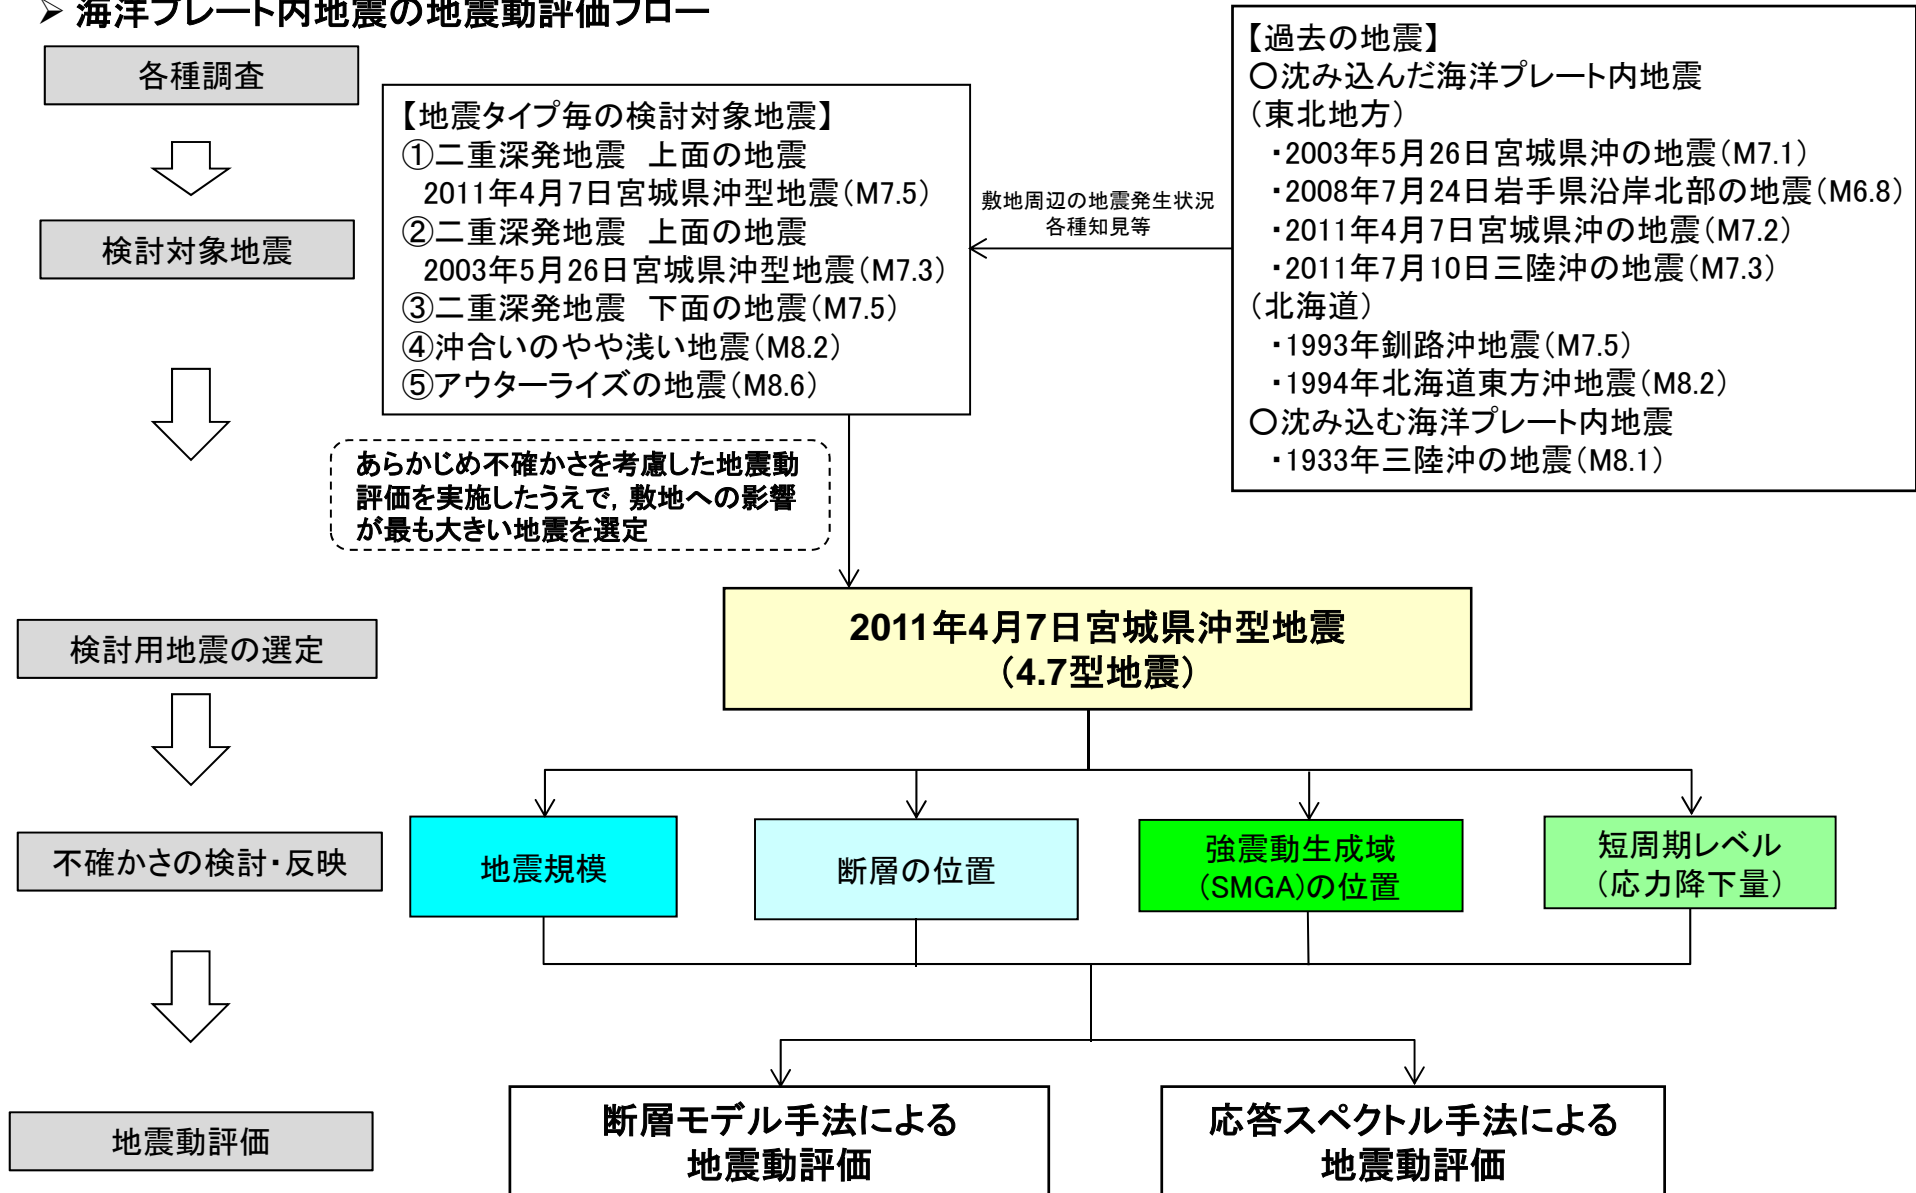 ➢ 海洋プレート内地震の地震動評価フロー
各種調査
検討対象地震
検討用地震の選定
不確かさの検討・反映
地震動評価
【地震タイプ毎の検討対象地震】
①二重深発地震 上面の地震
2011年4月7日宮城県沖型地震(M7.5)
②二重深発地震 上面の地震
2003年5月26日宮城県沖型地震(M7.3)
③二重深発地震 下面の地震(M7.5)
④沖合いのやや浅い地震(M8.2)
⑤アウターライズの地震(M8.6)
敷地周辺の地震発生状況
各種知見等
【過去の地震】
○沈み込んだ海洋プレート内地震
(東北地方)
・2003年5月26日宮城県沖の地震(M7.1)
・2008年7月24日岩手県沿岸北部の地震(M6.8)
・2011年4月7日宮城県沖の地震(M7.2)
・2011年7月10日三陸沖の地震(M7.3)
(北海道)
・1993年釧路沖地震(M7.5)
・1994年北海道東方沖地震(M8.2)
○沈み込む海洋プレート内地震
・1933年三陸沖の地震(M8.1)
あらかじめ不確かさを考慮した地震動
評価を実施したうえで,敷地への影響
が最も大きい地震を選定
2011年4月7日宮城県沖型地震
(4.7型地震)
地震規模
断層の位置
強震動生成域
(SMGA)の位置
短周期レベル
(応力降下量)
断層モデル手法による
地震動評価
応答スペクトル手法による
地震動評価